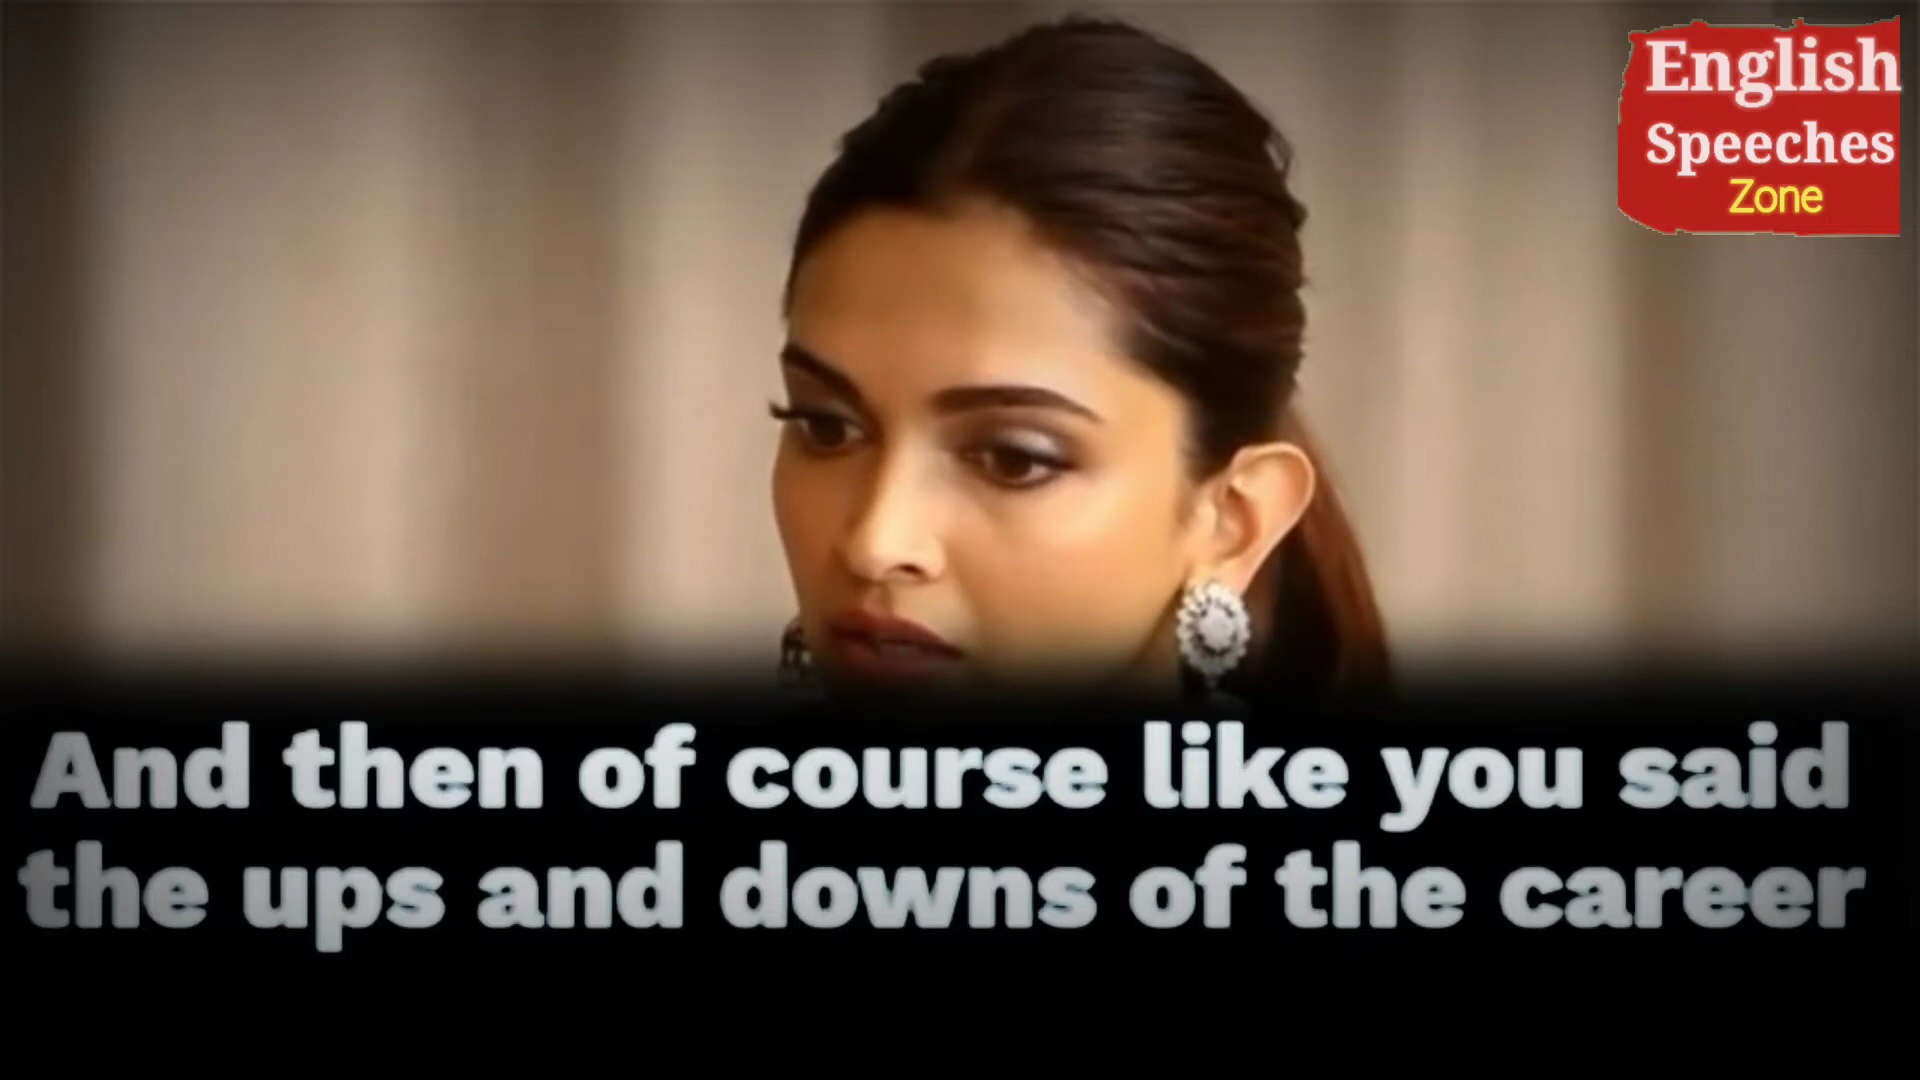 English
Speeches
Zone
And then of course like you said
the ups and downs of the career